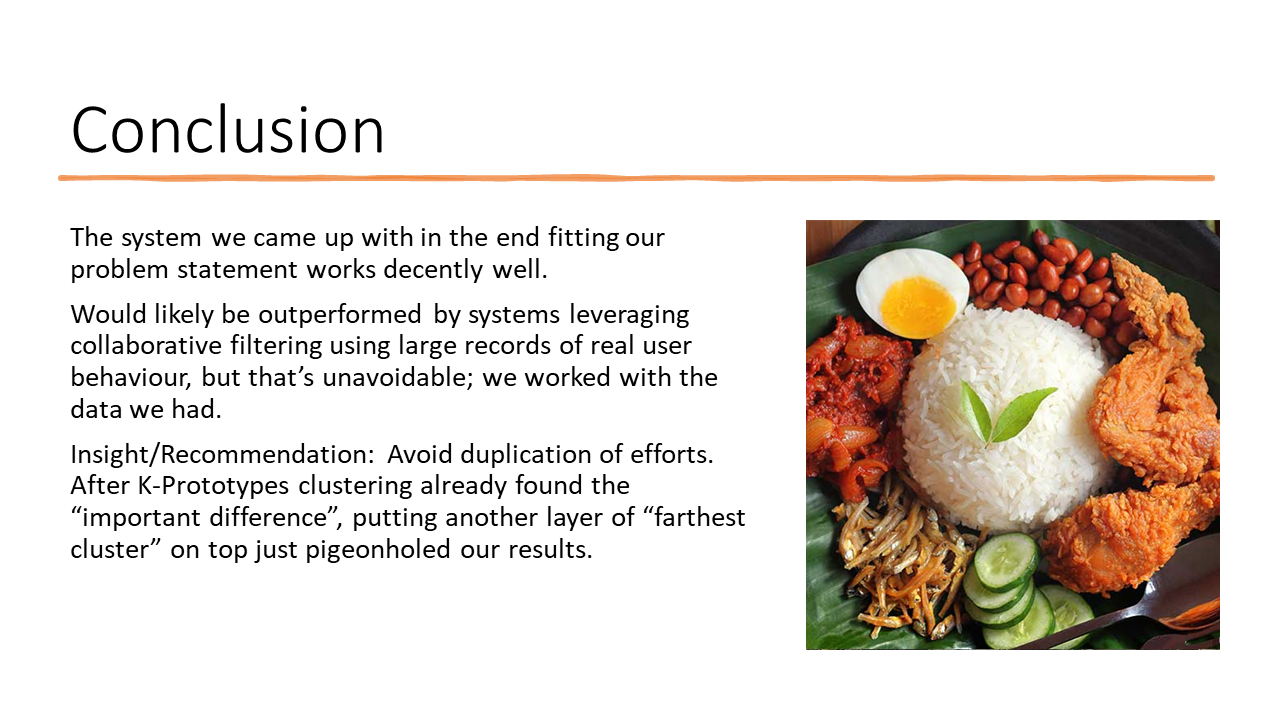 Conclusion
The system we came up with in the end fitting our
problem statement works decently well.
Would likely be outperformed by systems leveraging
collaborative filtering using large records of real user
behaviour, but that’s unavoidable; we worked with the
data we had.
Insight/Recommendation: Avoid duplication of efforts.
After K-Prototypes clustering already found the
“important difference”, putting another layer of “farthest
cluster” on top just pigeonholed our results.